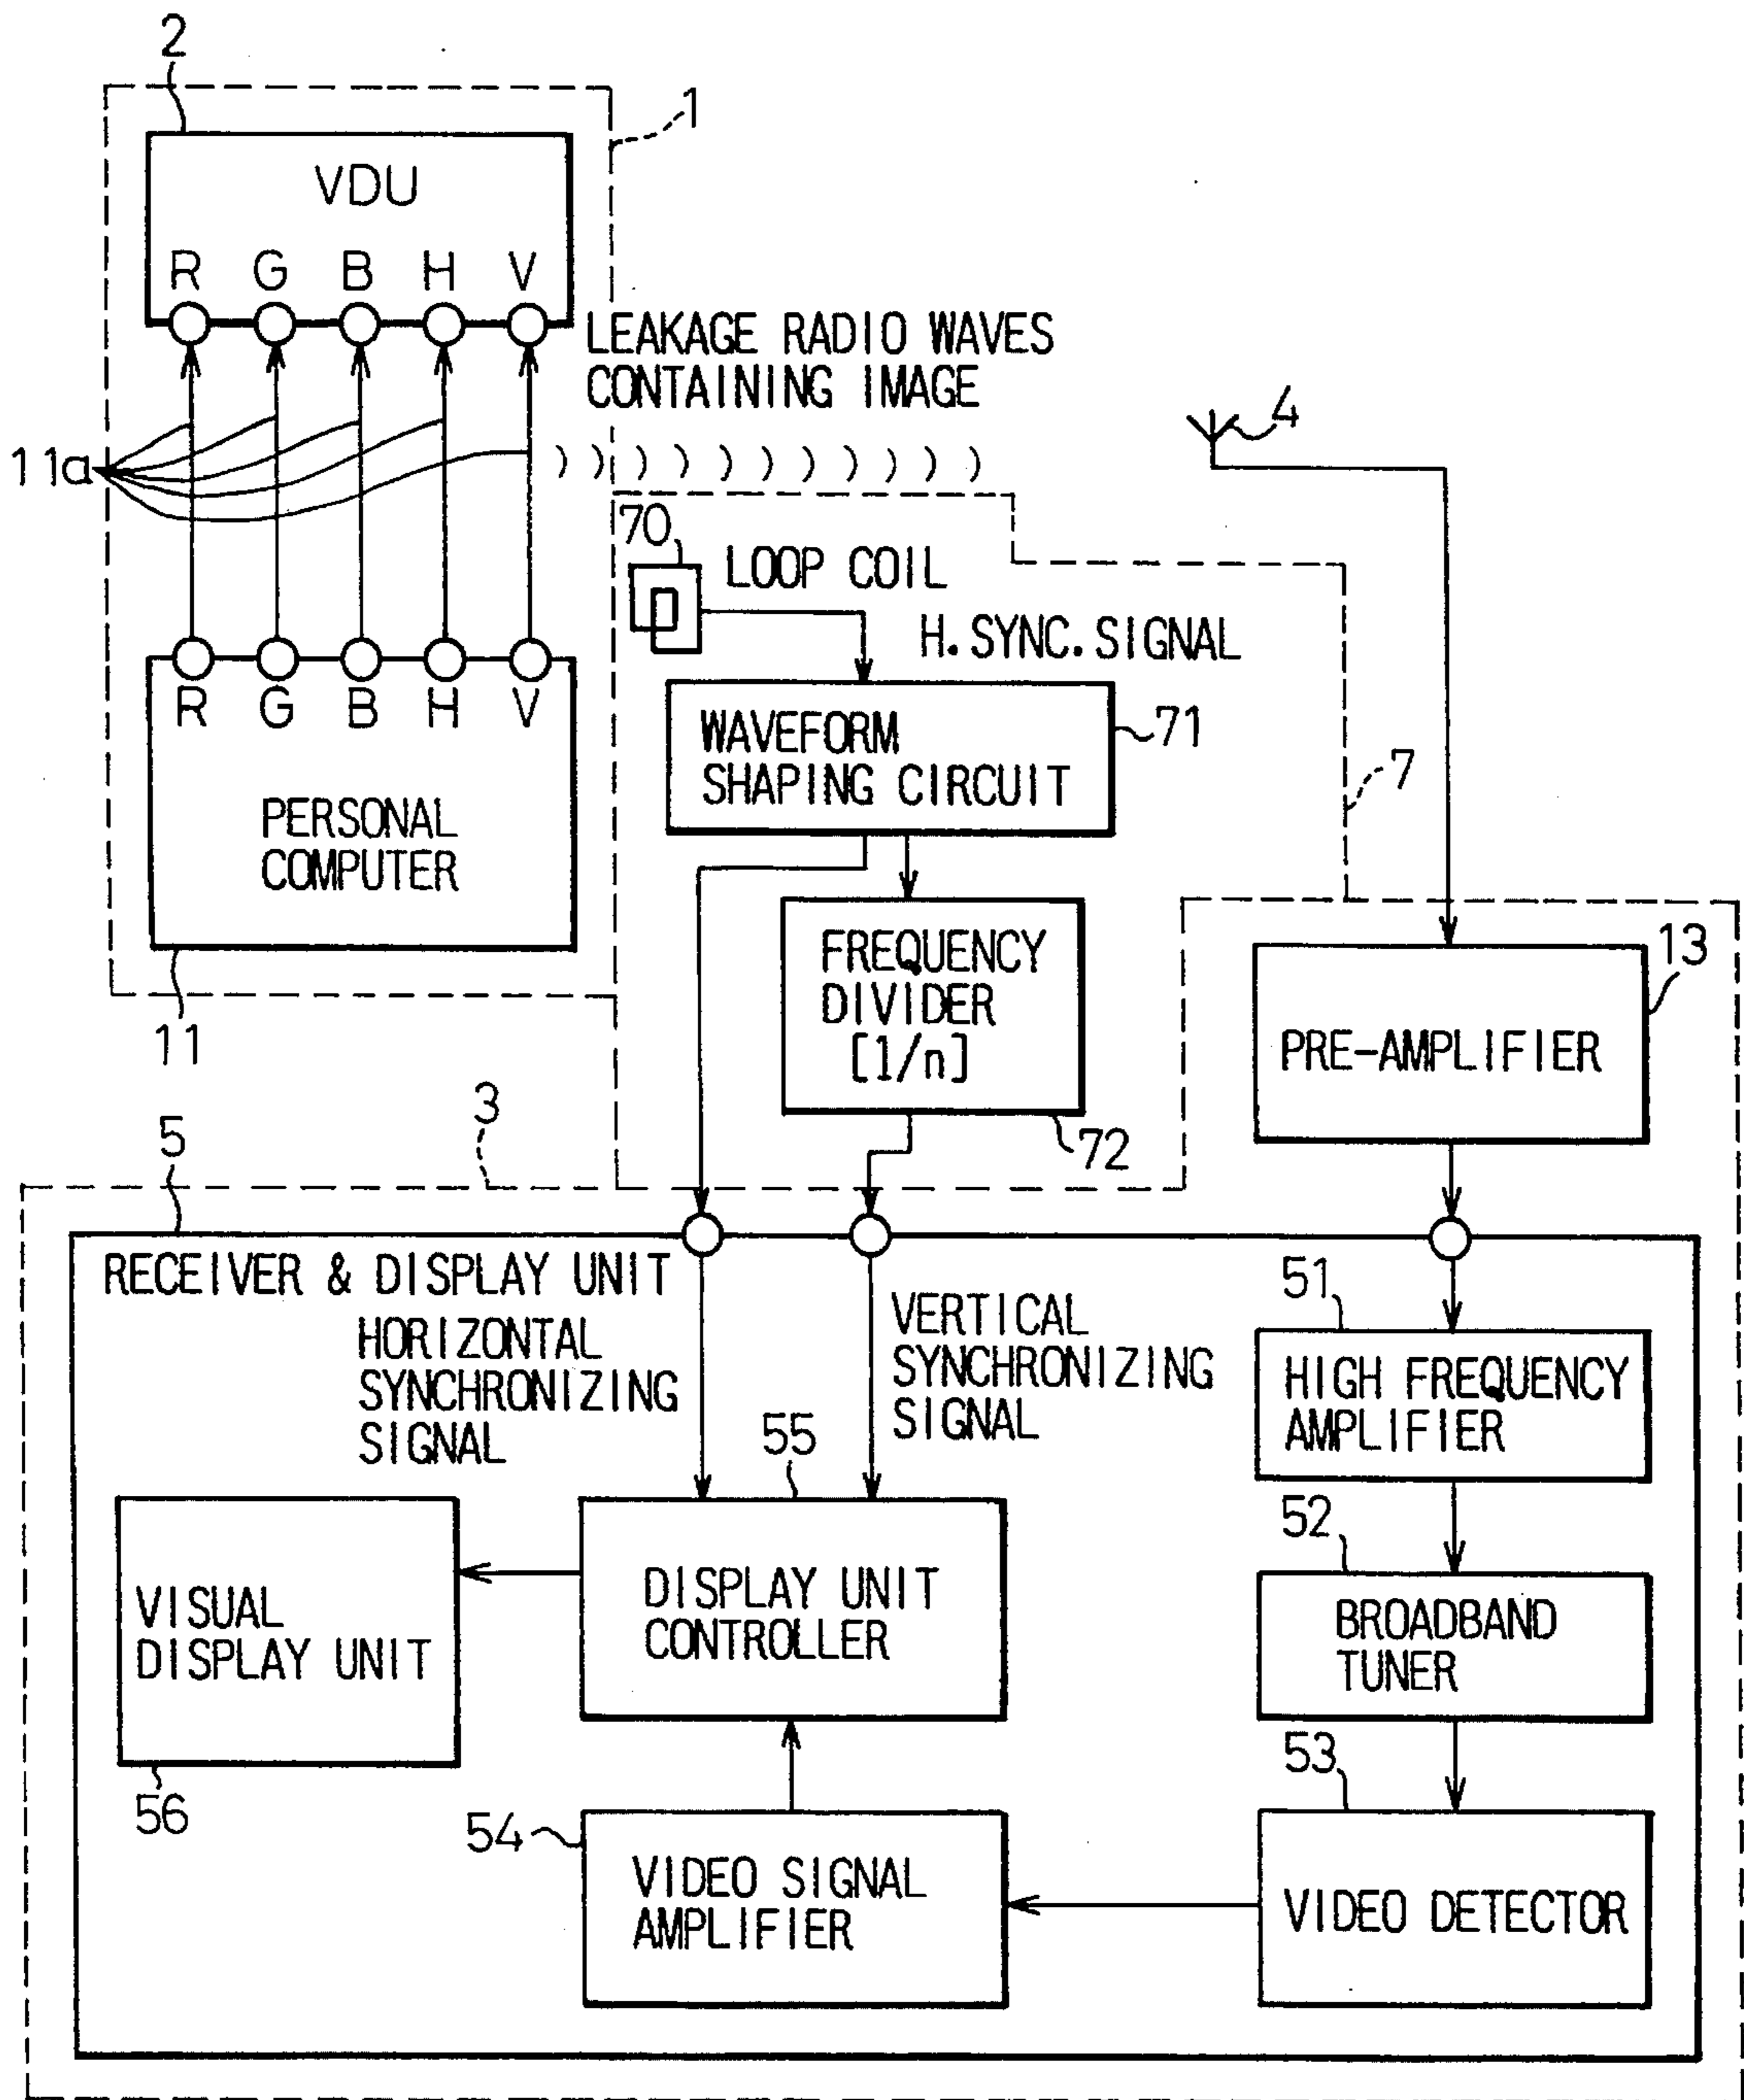 2
1
VDU
R G B H V
LEAKAGE RADIO WAVES
CONTAINING IMAGE
4
11a
70
LOOP COIL
H. SYNC. SIGNAL
R G B H V
WAVEFORM
SHAPING CIRCUIT
71
7
PERSONAL
COMPUTER
FREQUENCY
DIVIDER
[1/n]
13
PRE-AMPLIFIER
11
3
72
5
RECEIVER & DISPLAY UNIT
HORIZONTAL
SYNCHRONIZING
SIGNAL
VERTICAL
SYNCHRONIZING
SIGNAL
51
HIGH FREQUENCY
AMPLIFIER
55
52
VISUAL
DISPLAY UNIT
DISPLAY UNIT
CONTROLLER
BROADBAND
TUNER
53
56
54
VIDEO SIGNAL
AMPLIFIER
VIDEO DETECTOR